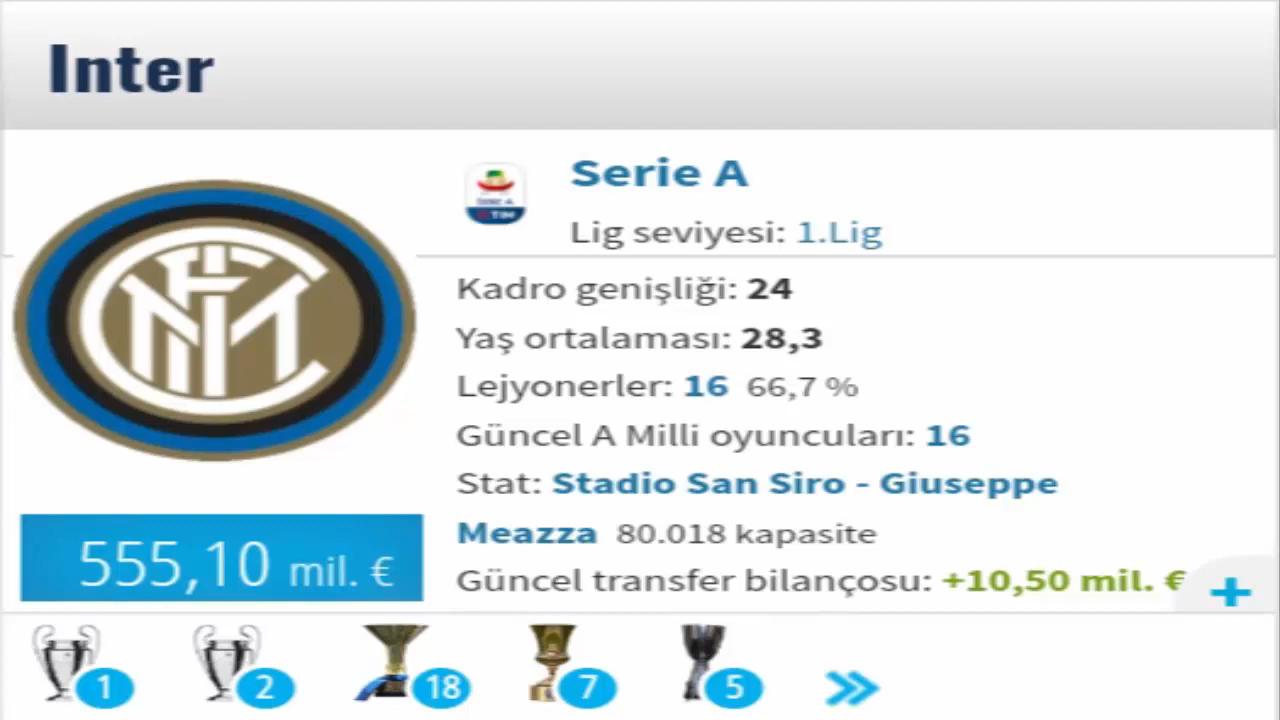 Inter
Serie A
SERIE A
TIM
Lig seviyesi: 1.Lig
Kadro genişliği: 24
Yaş ortalaması: 28,3
Lejyonerler: 16 66,7 %
Güncel A Milli oyuncuları: 16
Stat: Stadio San Siro - Giuseppe
Meazza 80.018 kapasite
Güncel transfer bilançosu: +10,50 mil. €
+
555,10 mil. €
1 2 18 7 5